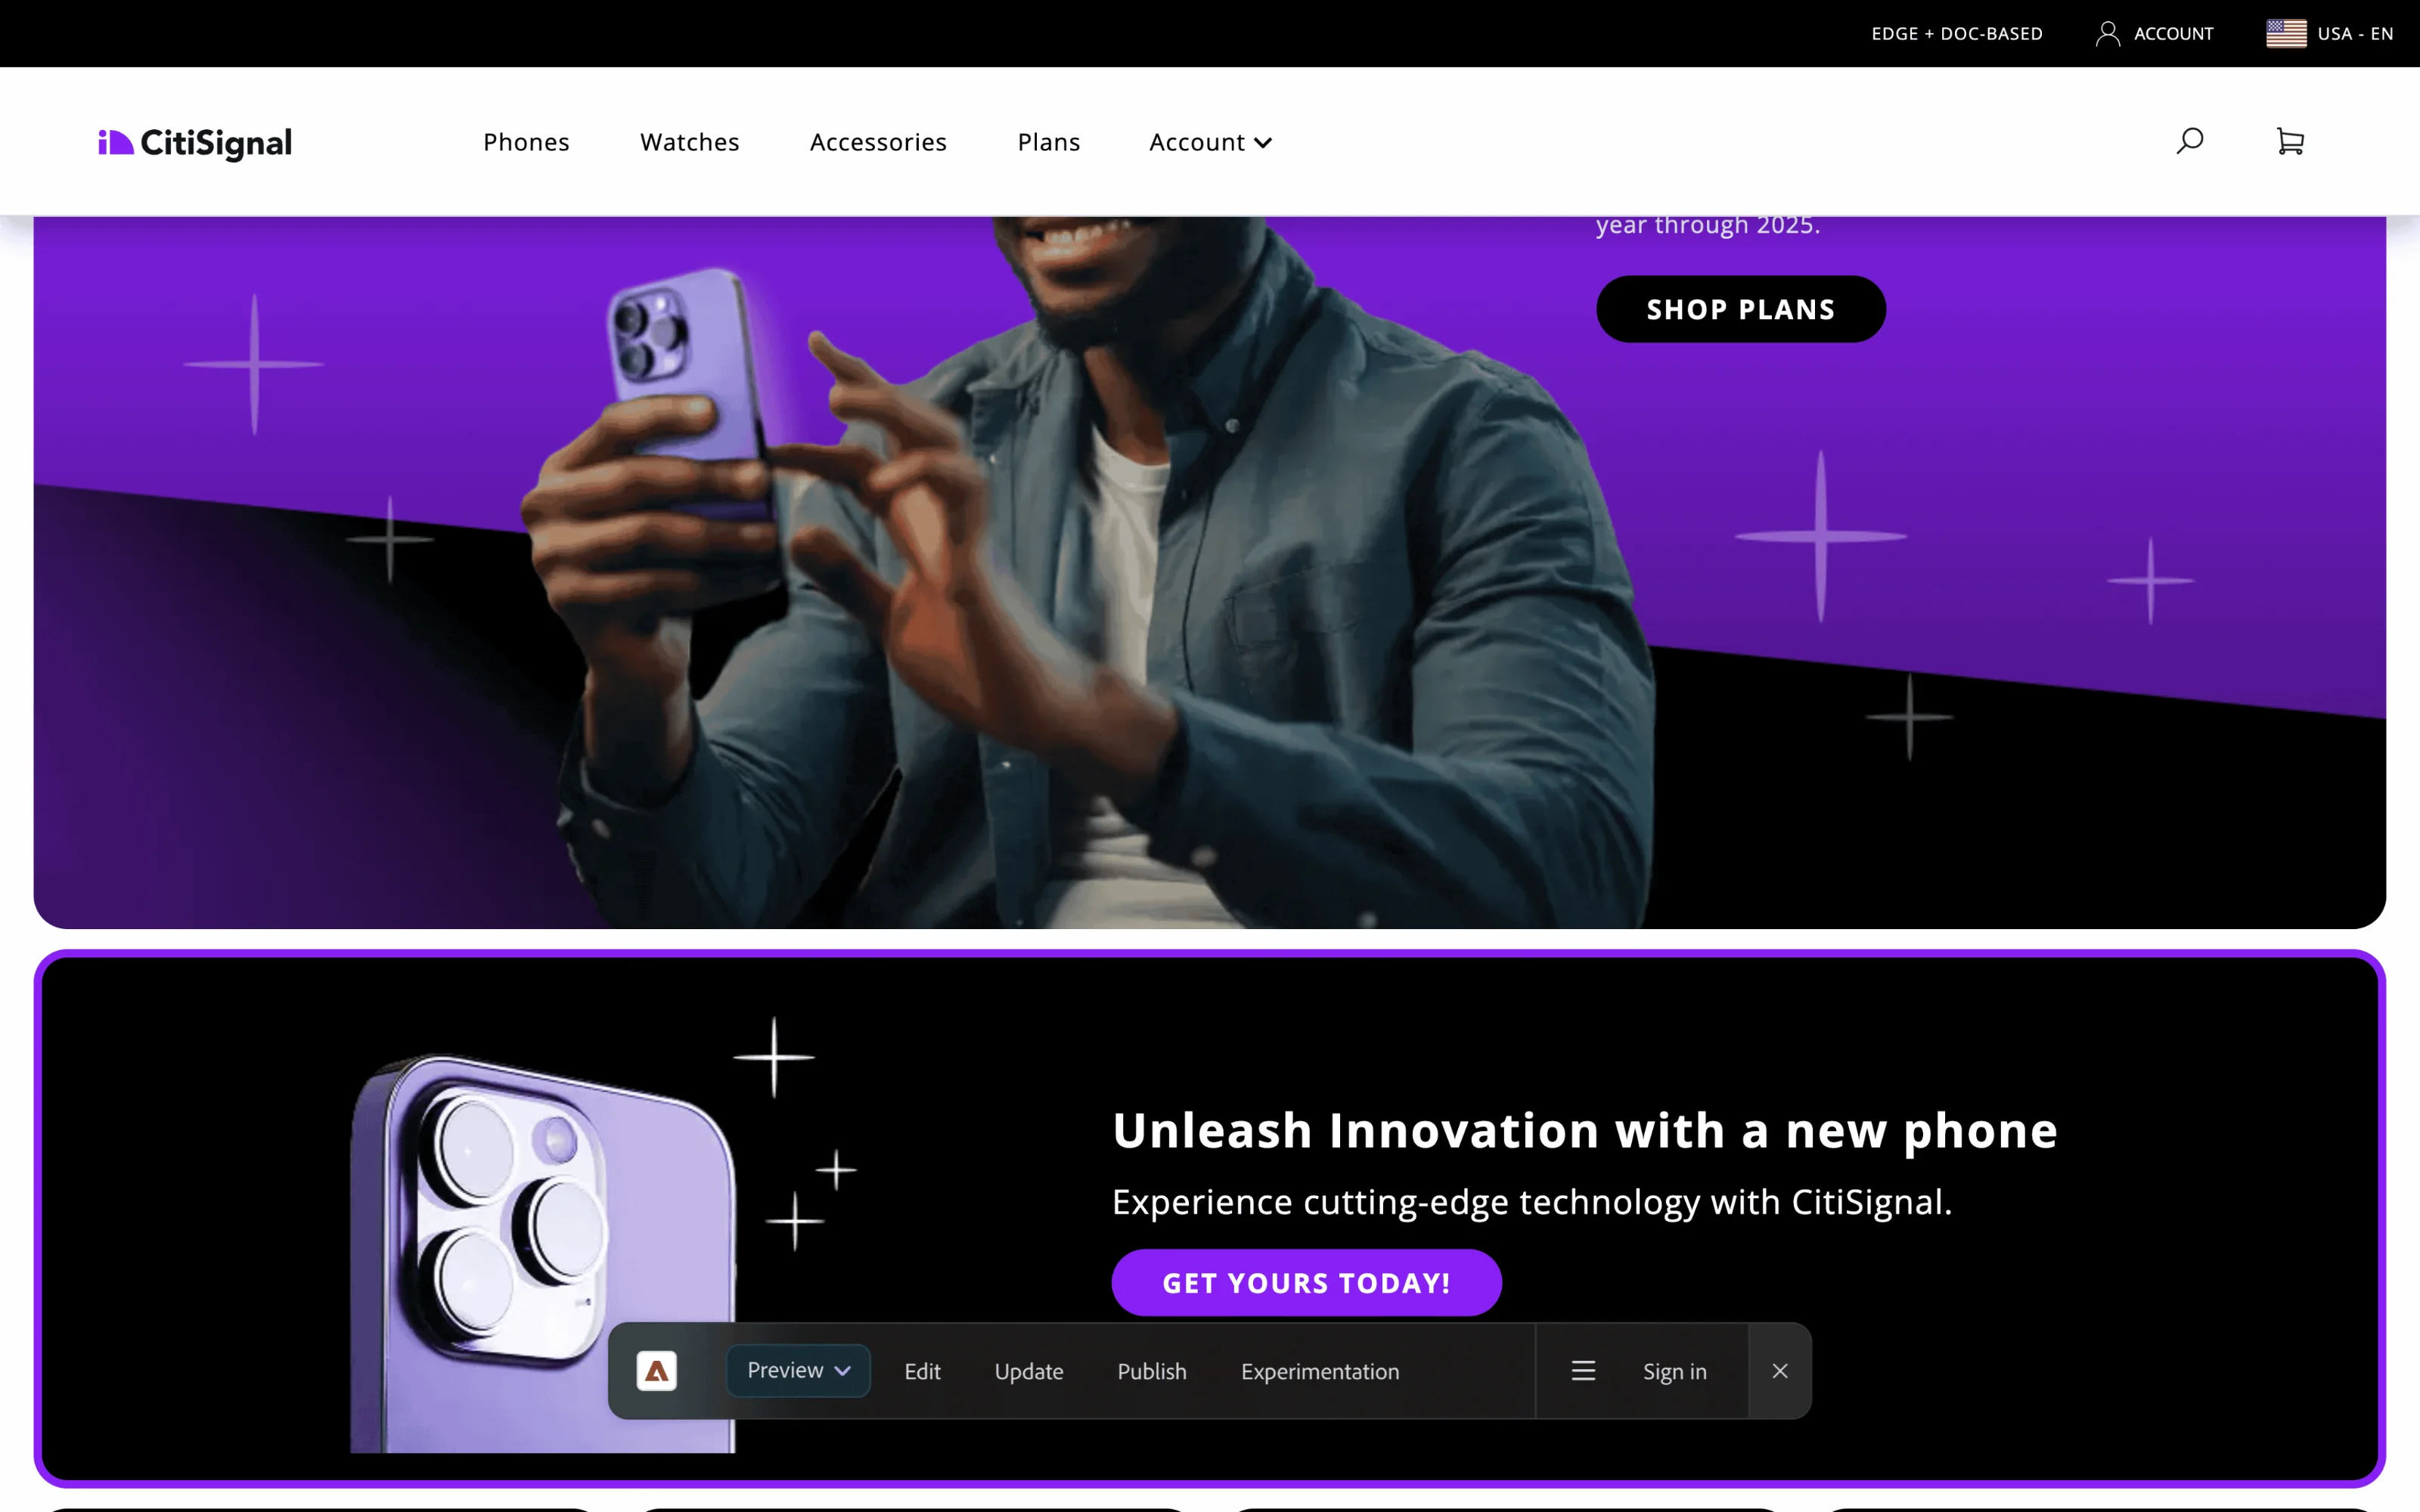 EDGE + DOC-BASED ACCOUNT USA - EN
CitiSignal Phones Watches Accessories Plans Account
year through 2025.
SHOP PLANS
Unleash Innovation with a new phone
Experience cutting-edge technology with CitiSignal.
GET YOURS TODAY!
Preview Edit Update Publish Experimentation Sign in